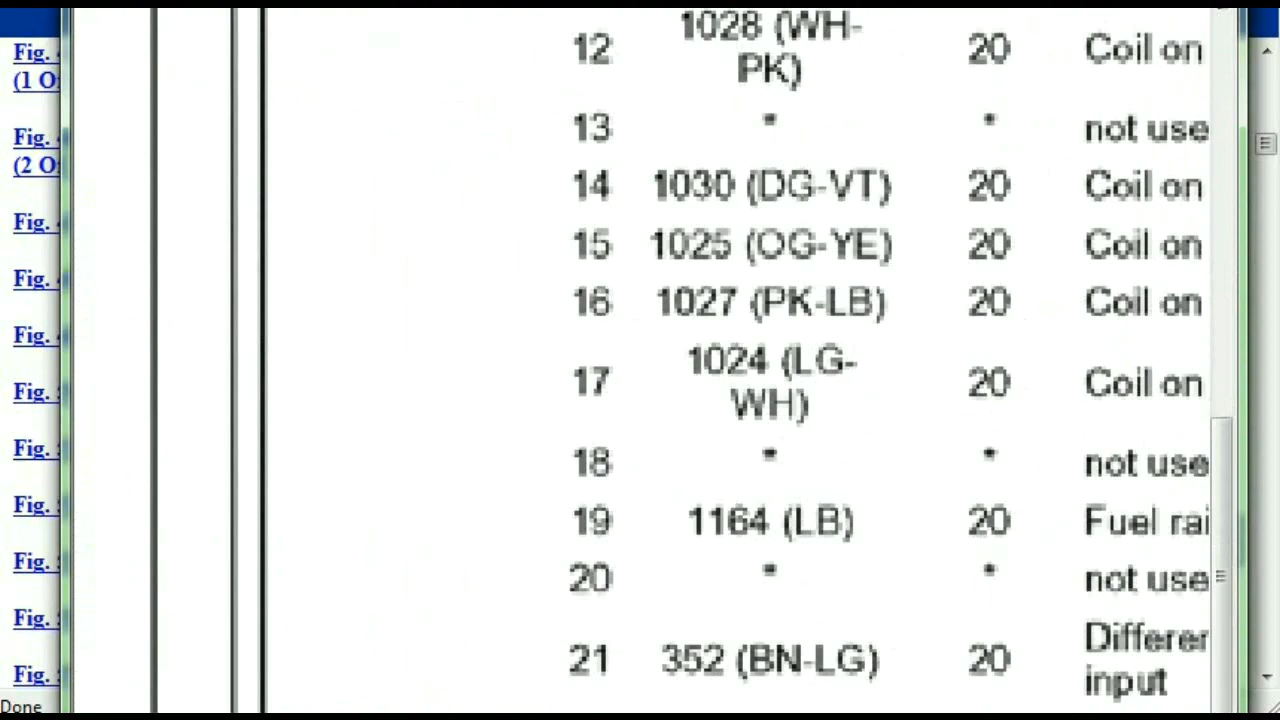 Fig.
(1 O
Fig.
(2 O
Fig.
Fig.
Fig.
Fig.
Fig.
Fig.
Fig.
Fig.
Fig.
Done
12 1028 (WH-
PK) 20 Coil on
13 * * not use
14 1030 (DG-VT) 20 Coil on
15 1025 (OG-YE) 20 Coil on
16 1027 (PK-LB) 20 Coil on
17 1024 (LG-
WH) 20 Coil on
18 * * not use
19 1164 (LB) 20 Fuel rai
20 * * not use
21 352 (BN-LG) 20 Differer
input